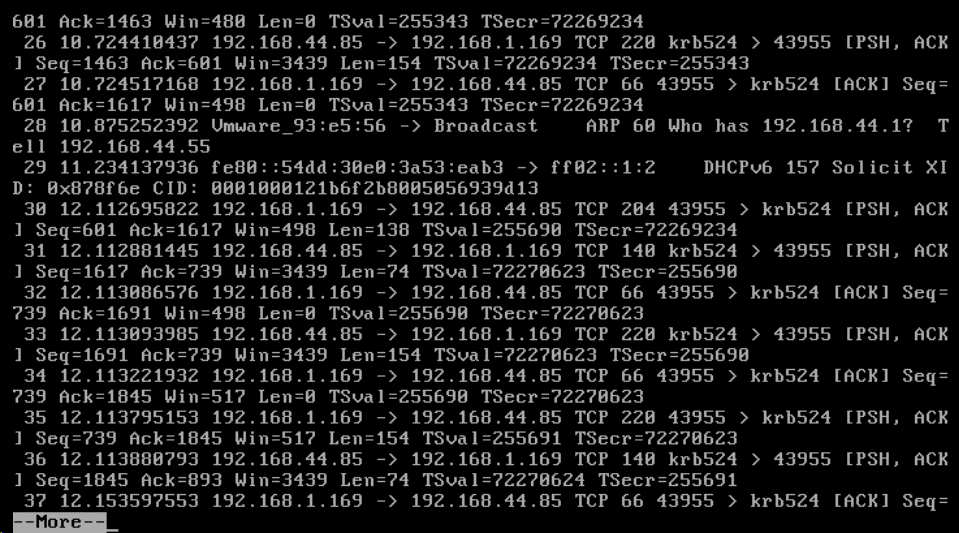 601 Ack=1463 Win=480 Len=0 TSval=255343 TSecr=72269234
26 10.724410437 192.168.44.85 -> 192.168.1.169 TCP 220 krb524 > 43955 [PSH, ACK
] Seq=1463 Ack=601 Win=3439 Len=154 TSval=72269234 TSecr=255343
27 10.724517168 192.168.1.169 -> 192.168.44.85 TCP 66 43955 > krb524 [ACK] Seq=
601 Ack=1617 Win=498 Len=0 TSval=255343 TSecr=72269234
28 10.875252392 Vmware_93:e5:56 -> Broadcast    ARP 60 Who has 192.168.44.1?  T
ell 192.168.44.55
29 11.234137936 fe80::54dd:30e0:3a53:eab3 -> ff02::1:2    DHCPv6 157 Solicit XI
D: 0x878f6e CID: 0001000121b6f2b8005056939d13
30 12.112695822 192.168.1.169 -> 192.168.44.85 TCP 204 43955 > krb524 [PSH, ACK
] Seq=601 Ack=1617 Win=498 Len=138 TSval=255690 TSecr=72269234
31 12.112881445 192.168.44.85 -> 192.168.1.169 TCP 140 krb524 > 43955 [PSH, ACK
] Seq=1617 Ack=739 Win=3439 Len=74 TSval=72270623 TSecr=255690
32 12.113086576 192.168.1.169 -> 192.168.44.85 TCP 66 43955 > krb524 [ACK] Seq=
739 Ack=1691 Win=498 Len=0 TSval=255690 TSecr=72270623
33 12.113093985 192.168.44.85 -> 192.168.1.169 TCP 220 krb524 > 43955 [PSH, ACK
] Seq=1691 Ack=739 Win=3439 Len=154 TSval=72270623 TSecr=255690
34 12.113221932 192.168.1.169 -> 192.168.44.85 TCP 66 43955 > krb524 [ACK] Seq=
739 Ack=1845 Win=517 Len=0 TSval=255690 TSecr=72270623
35 12.113795153 192.168.1.169 -> 192.168.44.85 TCP 220 43955 > krb524 [PSH, ACK
] Seq=739 Ack=1845 Win=517 Len=154 TSval=255691 TSecr=72270623
36 12.113880793 192.168.44.85 -> 192.168.1.169 TCP 140 krb524 > 43955 [PSH, ACK
] Seq=1845 Ack=893 Win=3439 Len=74 TSval=72270624 TSecr=255691
37 12.153597553 192.168.1.169 -> 192.168.44.85 TCP 66 43955 > krb524 [ACK] Seq=
--More--